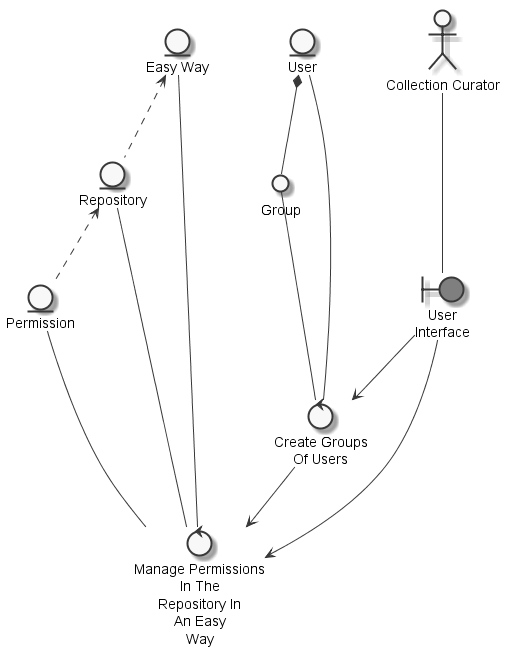 Easy Way
User
Collection Curator
Repository
Group
Permission
User
Interface
Create Groups
Of Users
Manage Permissions
In The
Repository In
An Easy
Way